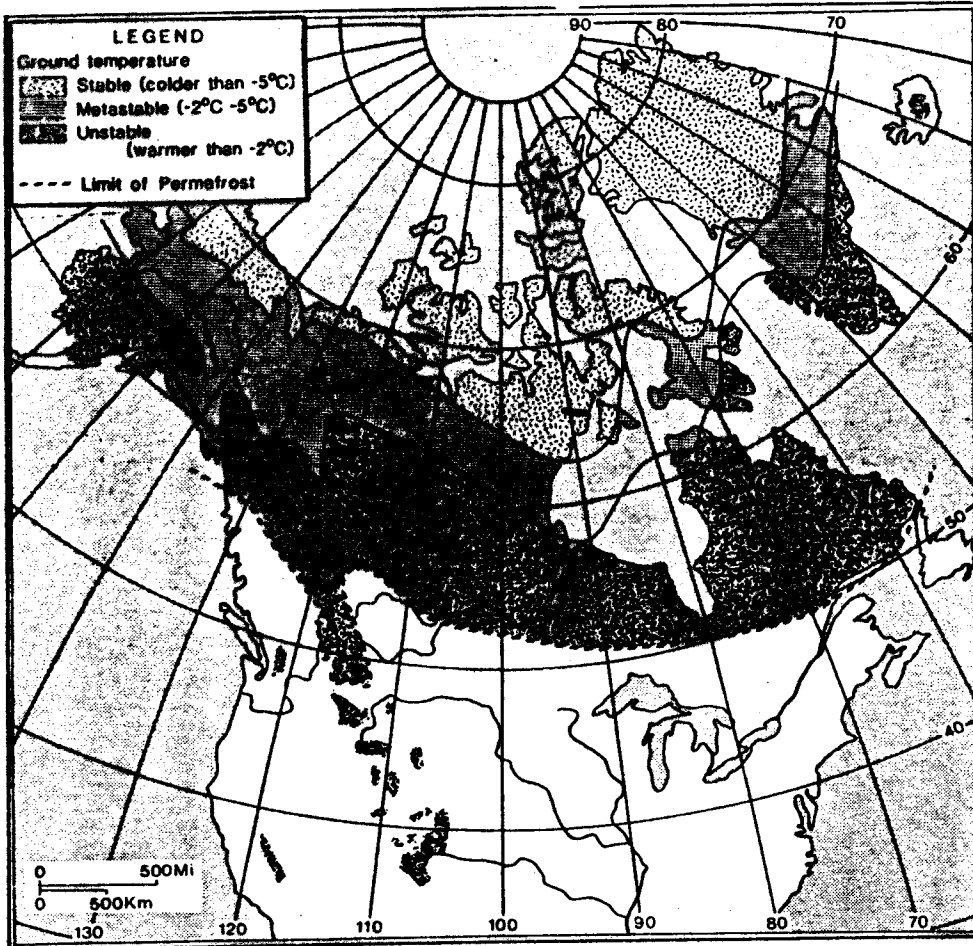 LEGEND
Ground temperature
Stable (colder than -5°C)
Metastable (-2°C -5°C)
Unstable
(warmer than -2°C)
---- Limit of Permafrost
90
80
70
60
50
40
0 500Mi
0 500Km
130
120
110
100
90
80
70